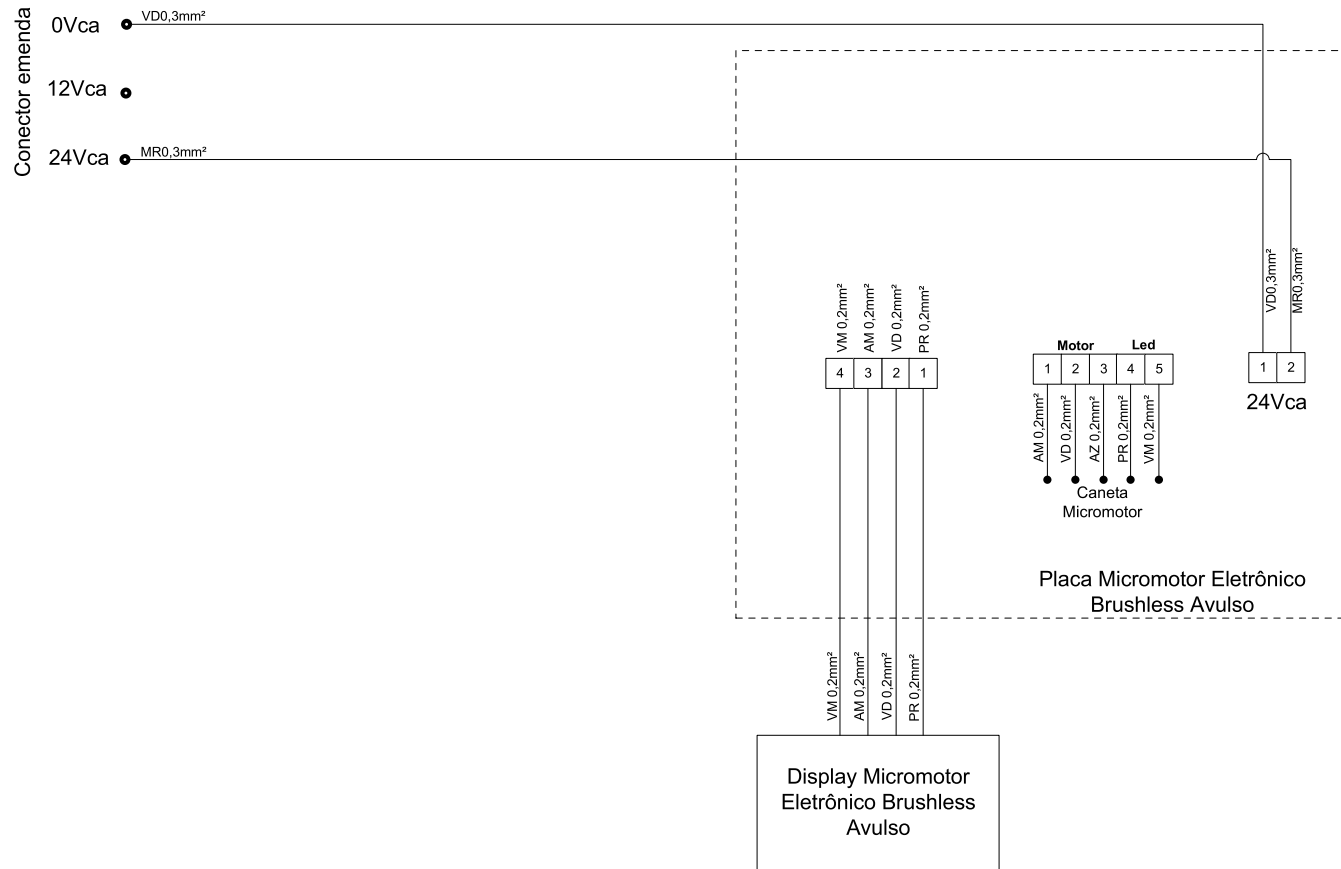 Conector emenda
0Vca
VD0,3mm²
12Vca
24Vca
MR0,3mm²
VD0,3mm²
MR0,3mm²
VM 0,2mm²
AM 0,2mm²
VD 0,2mm²
PR 0,2mm²
4 3 2 1
Motor Led
1 2 3 4 5
1 2
24Vca
AM 0,2mm²
VD 0,2mm²
AZ 0,2mm²
PR 0,2mm²
VM 0,2mm²
Caneta
Micromotor
Placa Micromotor Eletrônico
Brushless Avulso
VM 0,2mm²
AM 0,2mm²
VD 0,2mm²
PR 0,2mm²
Display Micromotor
Eletrônico Brushless
Avulso